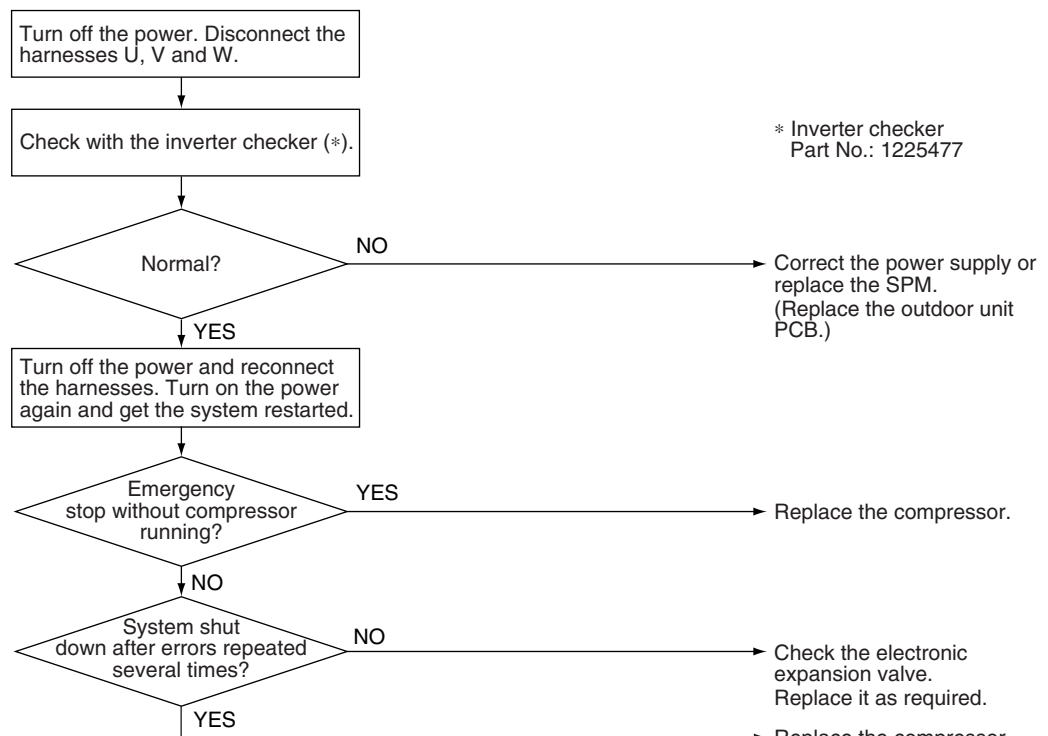 Turn off the power. Disconnect the
harnesses U, V and W.
Check with the inverter checker (*).
* Inverter checker
Part No.: 1225477
Normal?
NO
Correct the power supply or
replace the SPM.
(Replace the outdoor unit
PCB.)
YES
Turn off the power and reconnect
the harnesses. Turn on the power
again and get the system restarted.
Emergency
stop without compressor
running?
YES
Replace the compressor.
NO
System shut
down after errors repeated
several times?
NO
Check the electronic
expansion valve.
Replace it as required.
YES
Replace the compressor